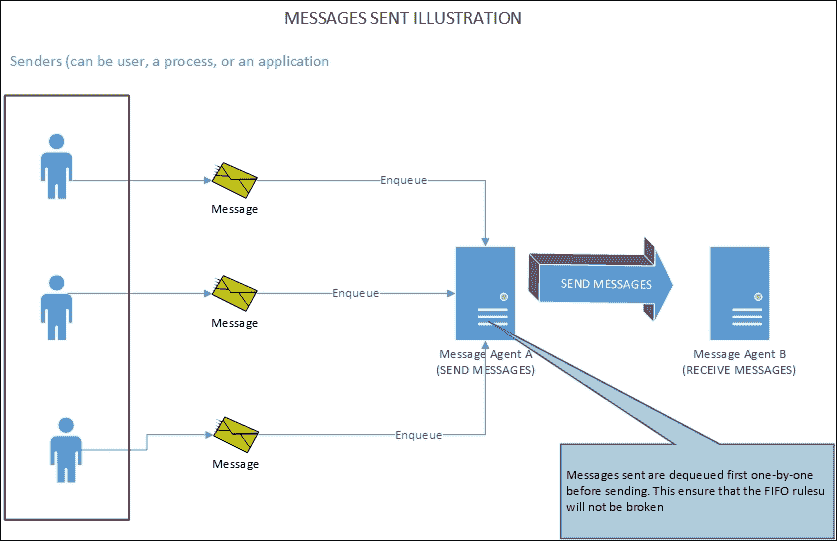 MESSAGES SENT ILLUSTRATION
Senders (can be user, a process, or an application
Enqueue
Message
Enqueue
SEND MESSAGES
Message
Message Agent A
(SEND MESSAGES)
Message Agent B
(RECEIVE MESSAGES)
Enqueue
Message
Messages sent are dequeued first one-by-one
before sending. This ensure that the FIFO rulesu
will not be broken